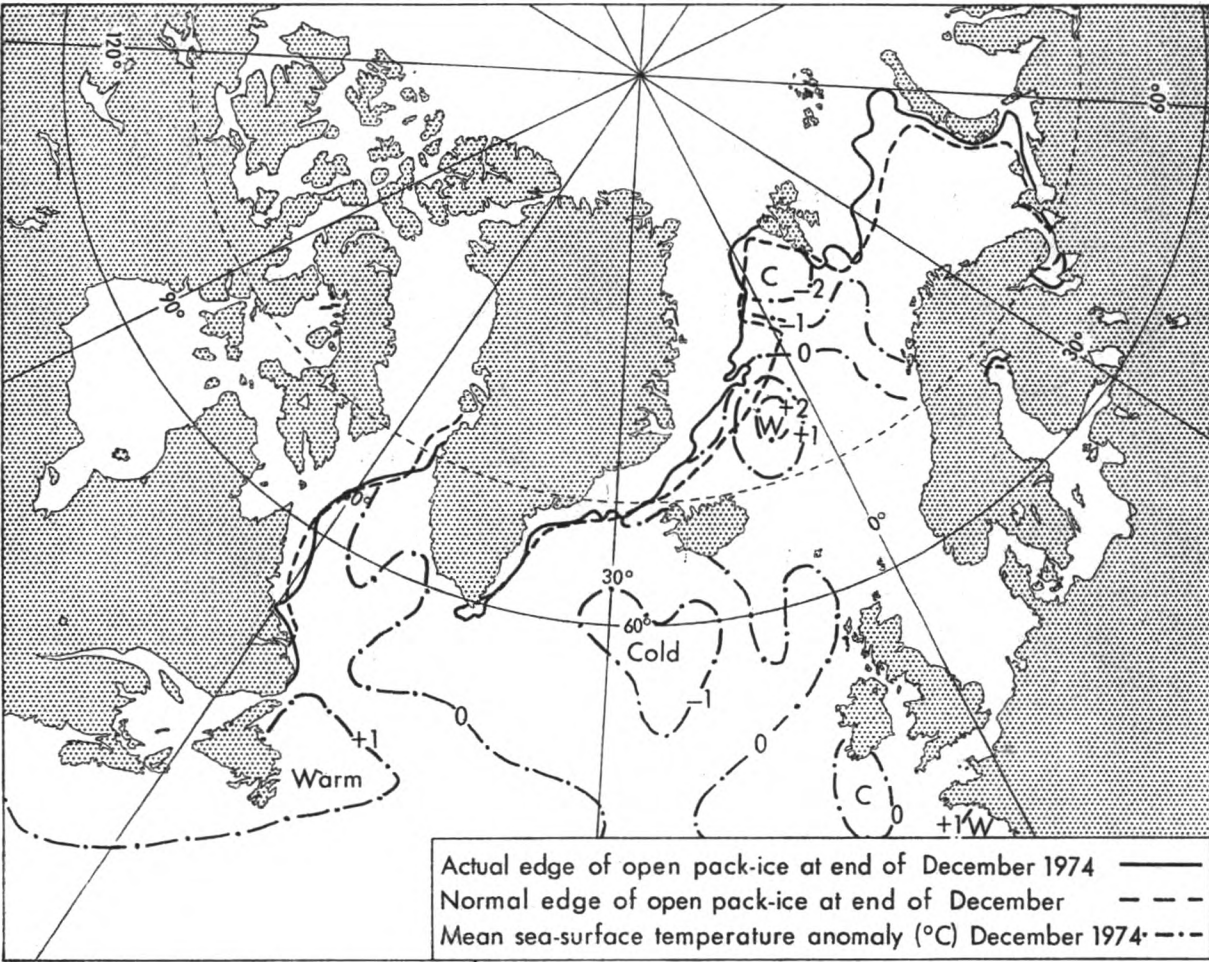 120°
90°
90°
C
−2
−1
0
30°
+2
W
+1
0°
0°
30°
60°
Cold
−1
0
0
+1
Warm
C
0
+1 W
Actual edge of open pack-ice at end of December 1974
Normal edge of open pack-ice at end of December
Mean sea-surface temperature anomaly (°C) December 1974